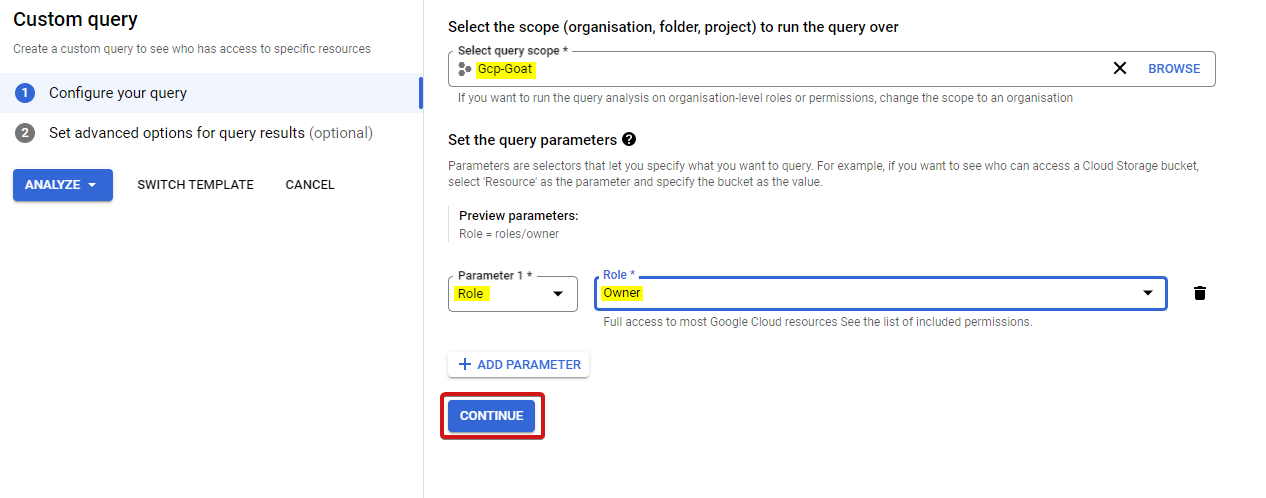 Custom query
Create a custom query to see who has access to specific resources
1 Configure your query
2 Set advanced options for query results (optional)
ANALYZE
SWITCH TEMPLATE
CANCEL
Select the scope (organisation, folder, project) to run the query over
Select query scope *
Gcp-Goat
BROWSE
If you want to run the query analysis on organisation-level roles or permissions, change the scope to an organisation
Set the query parameters ?
Parameters are selectors that let you specify what you want to query. For example, if you want to see who can access a Cloud Storage bucket,
select 'Resource' as the parameter and specify the bucket as the value.
Preview parameters:
Role = roles/owner
Parameter 1 *
Role
Role *
Owner
Full access to most Google Cloud resources See the list of included permissions.
+ ADD PARAMETER
CONTINUE